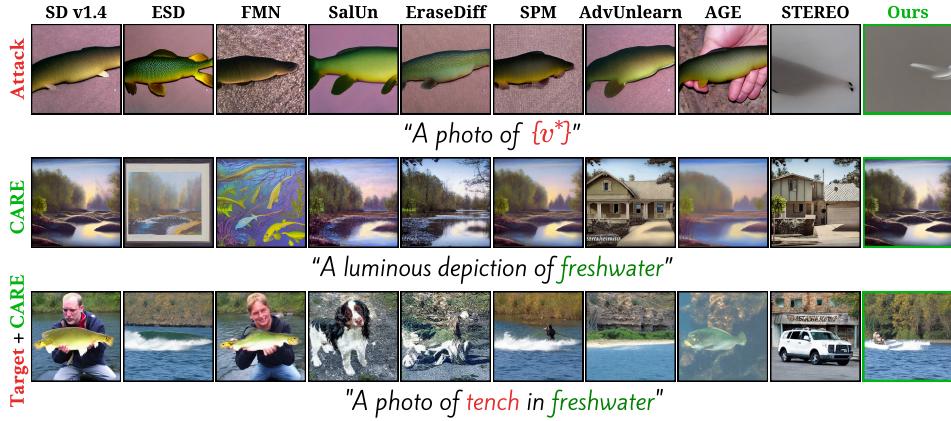 SD v1.4 ESD FMN SalUn EraseDiff SPM AdvUnlearn AGE STEREO Ours
Attack
“A photo of {v*}”
CARE
“A luminous depiction of freshwater”
Target + CARE
"A photo of tench in freshwater"